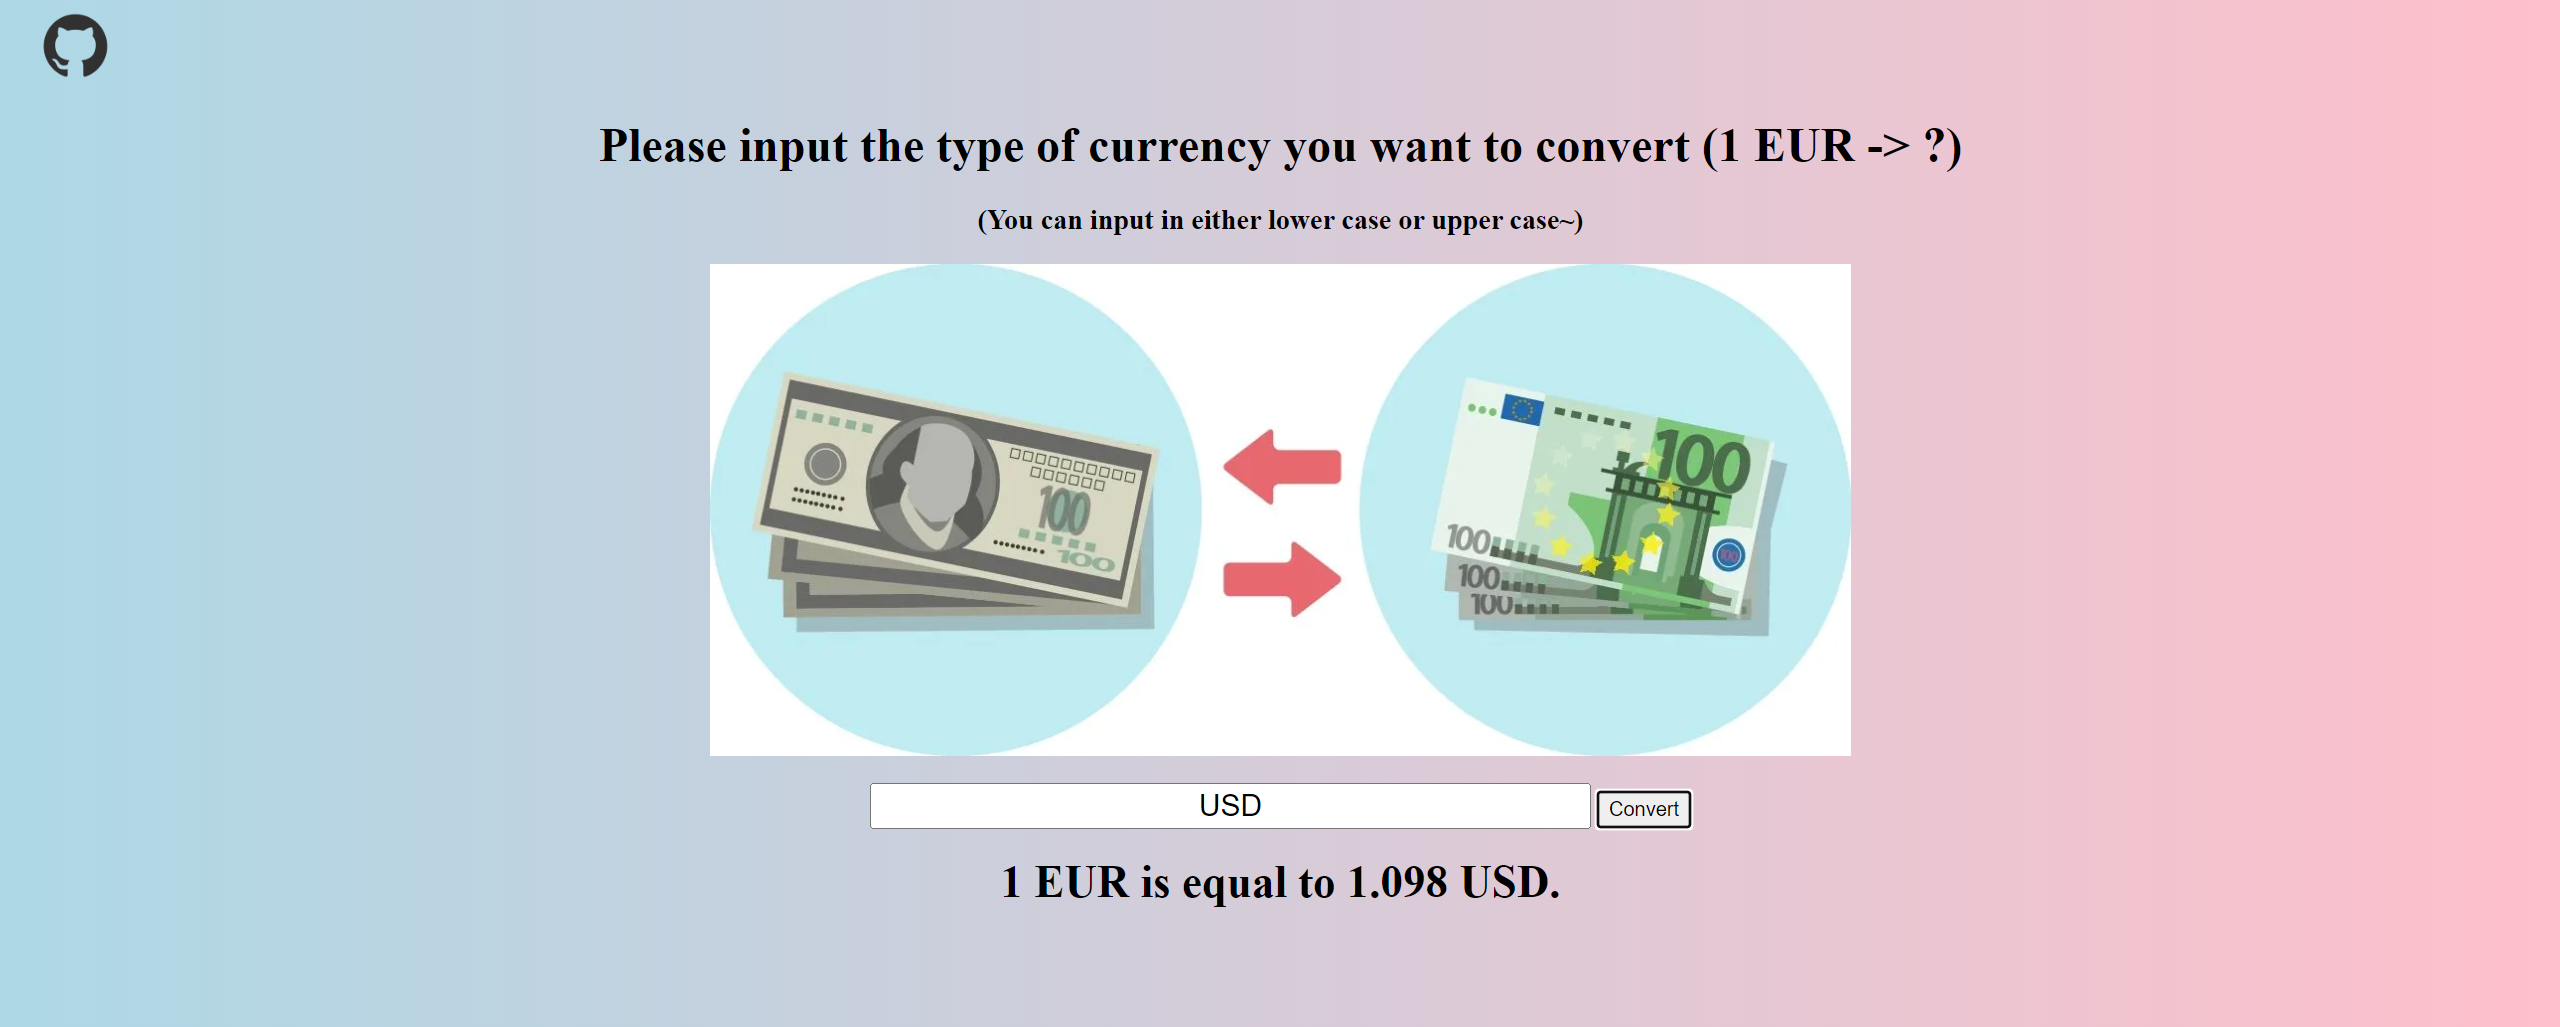 Please input the type of currency you want to convert (1 EUR -> ?)
(You can input in either lower case or upper case~)
100
100
100
100
100
100
100
USD
Convert
1 EUR is equal to 1.098 USD.